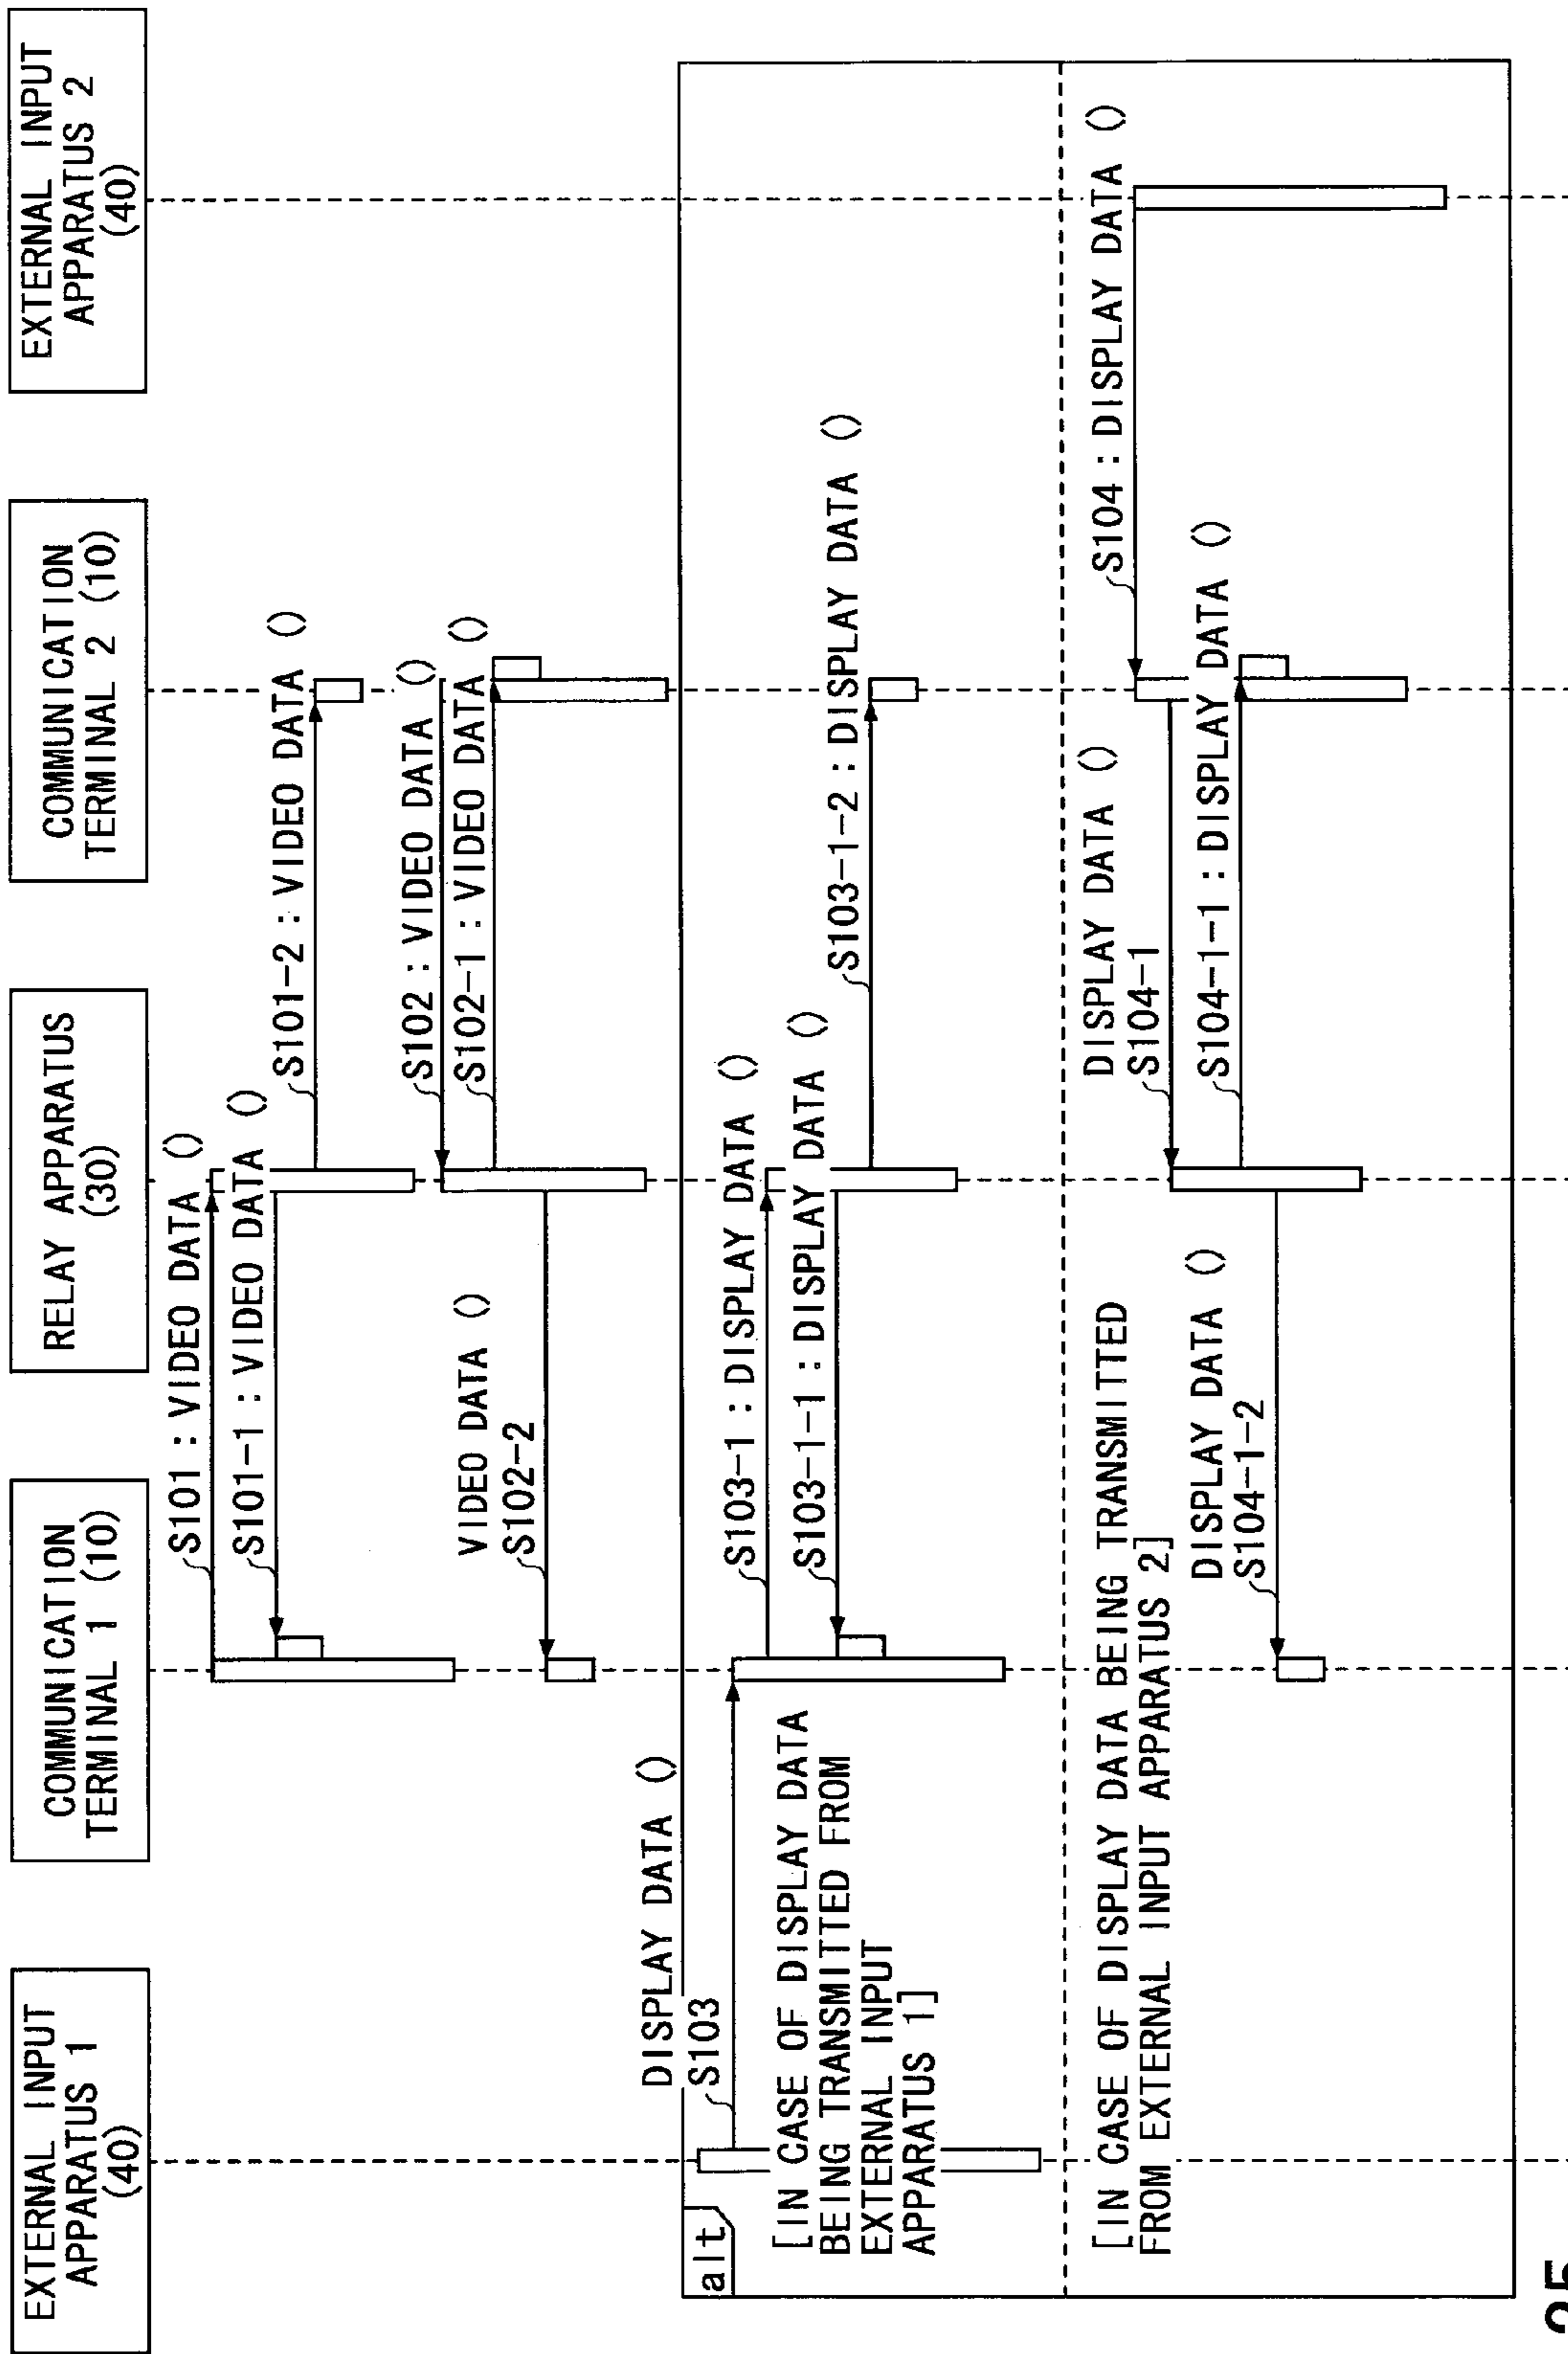 EXTERNAL INPUT
APPARATUS 1
(40)
COMMUNICATION
TERMINAL 1 (10)
RELAY APPARATUS
(30)
COMMUNICATION
TERMINAL 2 (10)
EXTERNAL INPUT
APPARATUS 2
(40)
S101 : VIDEO DATA ()
S101-1 : VIDEO DATA ()
S101-2 : VIDEO DATA ()
S102 : VIDEO DATA ()
S102-1 : VIDEO DATA ()
VIDEO DATA ()
S102-2
alt
DISPLAY DATA ()
S103
[IN CASE OF DISPLAY DATA
BEING TRANSMITTED FROM
EXTERNAL INPUT
APPARATUS 1]
S103-1 : DISPLAY DATA ()
S103-1-1 : DISPLAY DATA ()
S103-1-2 : DISPLAY DATA ()
[IN CASE OF DISPLAY DATA BEING TRANSMITTED
FROM EXTERNAL INPUT APPARATUS 2]
S104 : DISPLAY DATA ()
DISPLAY DATA ()
S104-1
S104-1-1 : DISPLAY DATA ()
DISPLAY DATA ()
S104-1-2